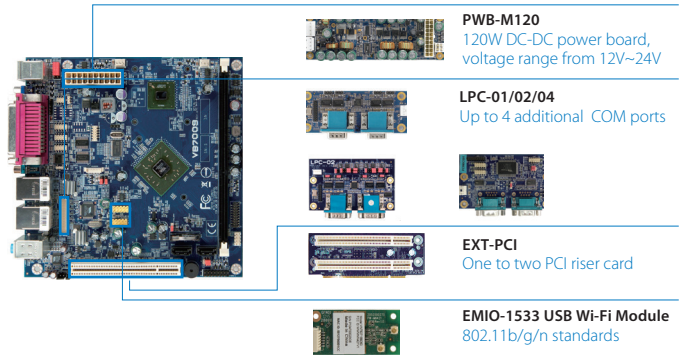 PWB-M120
120W DC-DC power board,
voltage range from 12V~24V
LPC-01/02/04
Up to 4 additional COM ports
VB7009
LPC-02
FC
CE
EXT-PCI
One to two PCI riser card
EMIO-1533 USB Wi-Fi Module
802.11b/g/n standards